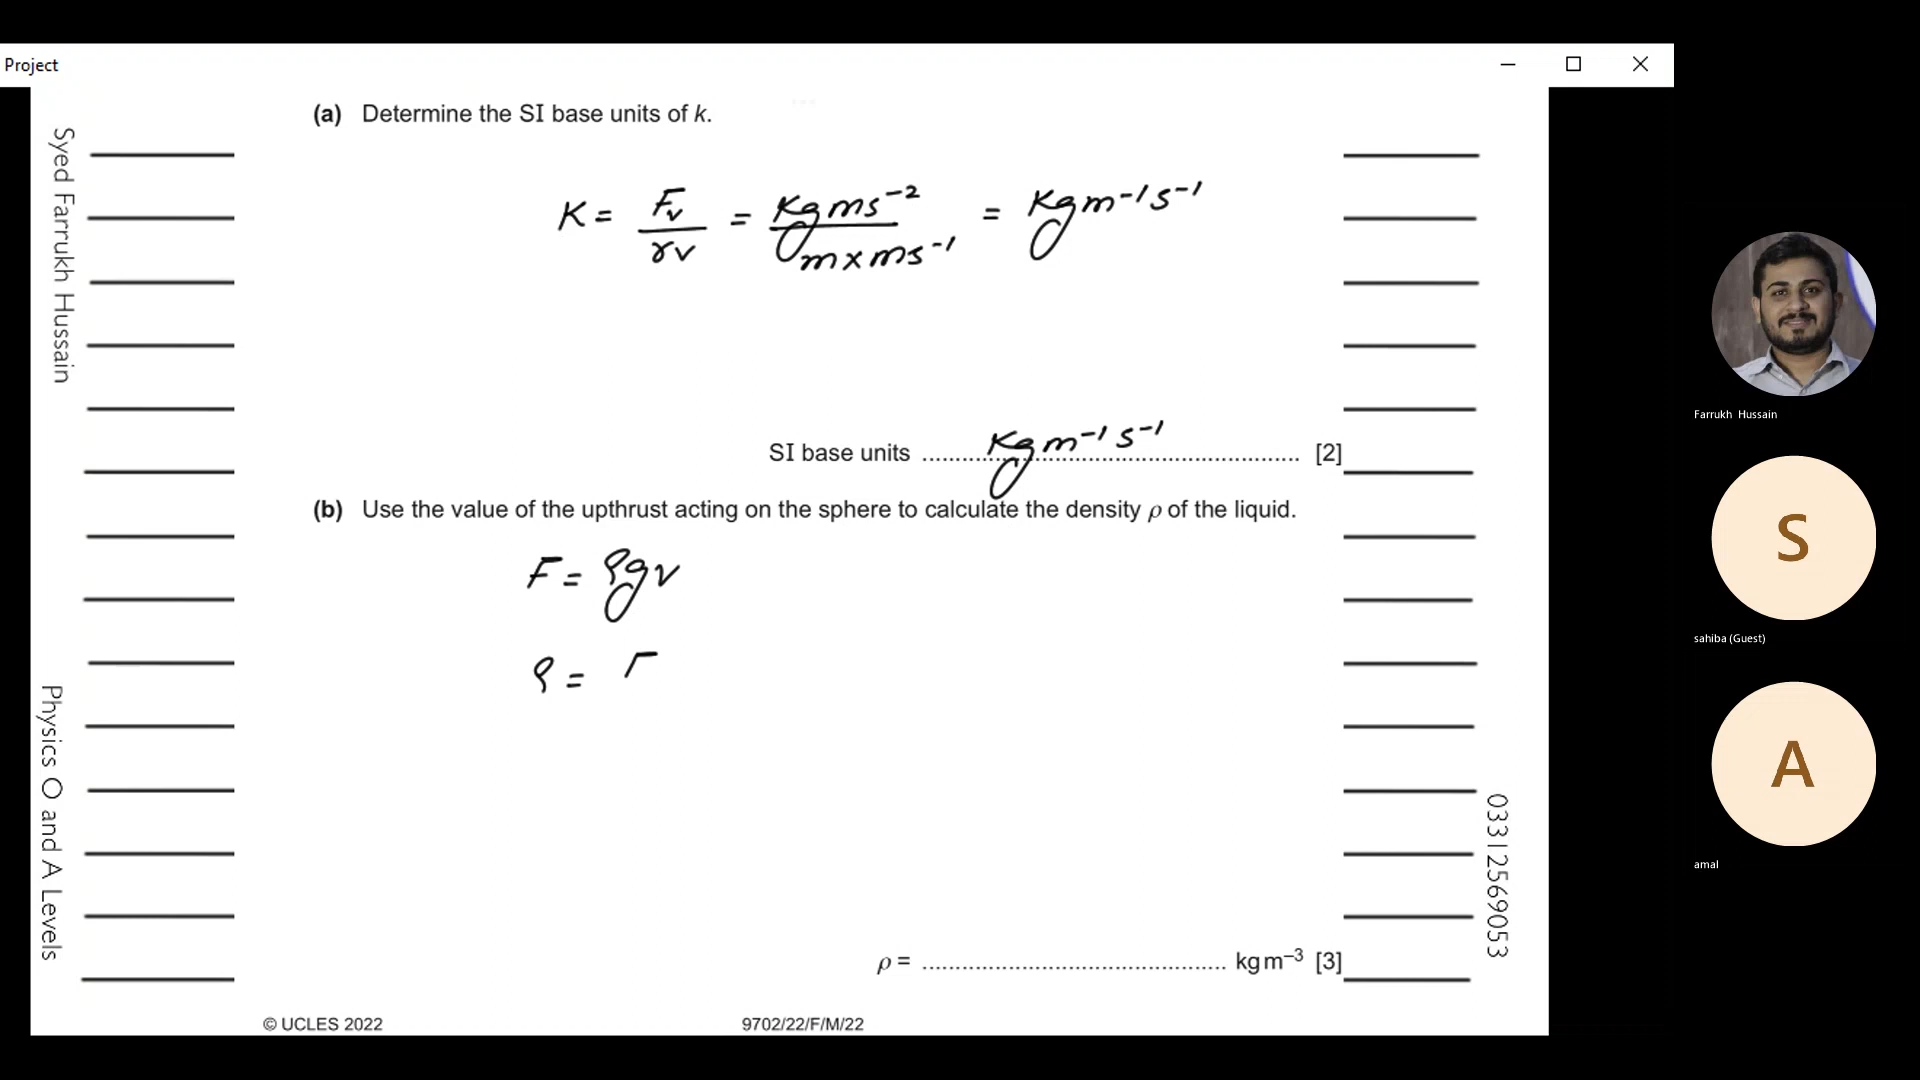 Project
Syed Farrukh Hussain
Physics O and A Levels
(a) Determine the SI base units of k.
K = Fv / rv = kgms⁻² / m×ms⁻¹ = kgm⁻¹s⁻¹
SI base units ........ kgm⁻¹s⁻¹ ........ [2]
(b) Use the value of the upthrust acting on the sphere to calculate the density ρ of the liquid.
F = ρgv
ρ =
ρ = ........ kg m⁻³ [3]
© UCLES 2022
9702/22/F/M/22
03312569053
Farrukh Hussain
S
sahiba (Guest)
A
amal